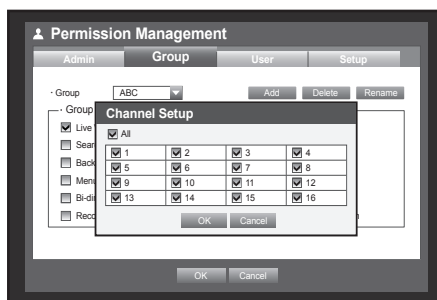 Permission Management
Admin Group User Setup
· Group ABC Add Delete Rename
· Group
Channel Setup
All
1 2 3 4
5 6 7 8
9 10 11 12
13 14 15 16
OK Cancel
Live
Sear
Back
Menu
Bi-dir
Reco
OK Cancel